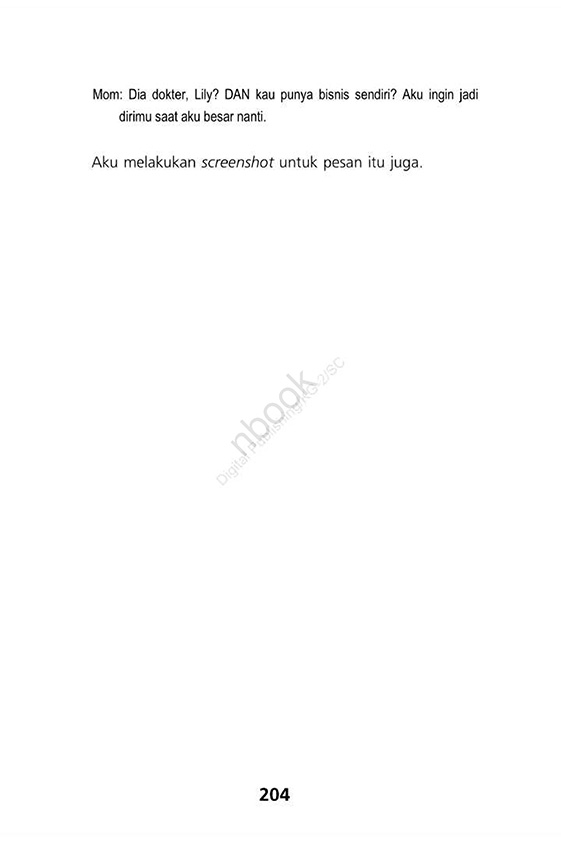 Mom: Dia dokter, Lily? DAN kau punya bisnis sendiri? Aku ingin jadi
dirimu saat aku besar nanti.
Aku melakukan screenshot untuk pesan itu juga.
nbook
Digital Publishing/KG-2/SC
204